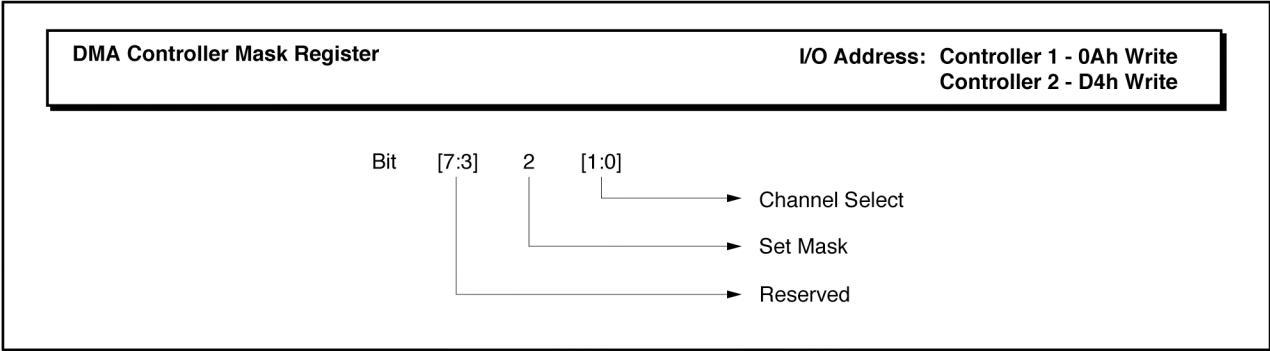 DMA Controller Mask Register
I/O Address: Controller 1 - 0Ah Write
Controller 2 - D4h Write
Bit [7:3] 2 [1:0]
Channel Select
Set Mask
Reserved